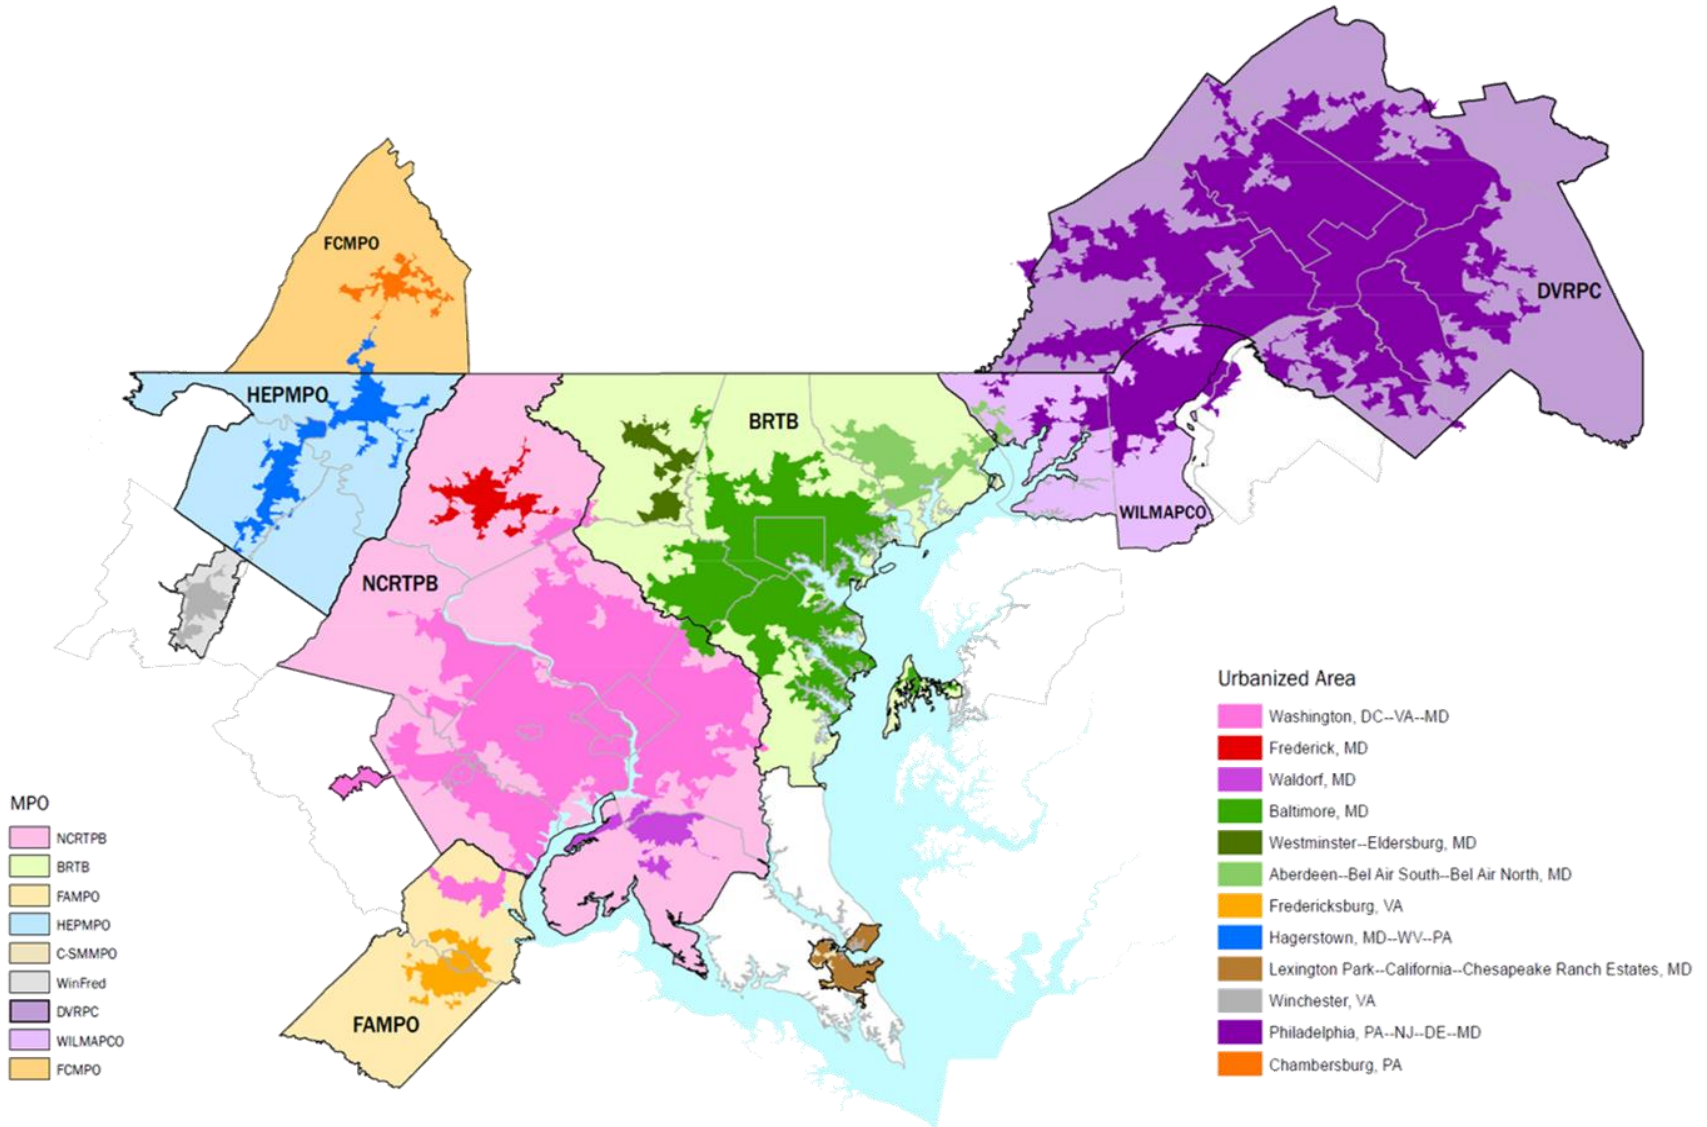 FCMPO
DVRPC
HEPMPO
BRTB
WILMAPCO
NCRTPB
FAMPO
MPO
NCRTPB
BRTB
FAMPO
HEPMPO
C-SMMPO
WinFred
DVRPC
WILMAPCO
FCMPO
Urbanized Area
Washington, DC--VA--MD
Frederick, MD
Waldorf, MD
Baltimore, MD
Westminster--Eldersburg, MD
Aberdeen--Bel Air South--Bel Air North, MD
Fredericksburg, VA
Hagerstown, MD--WV--PA
Lexington Park--California--Chesapeake Ranch Estates, MD
Winchester, VA
Philadelphia, PA--NJ--DE--MD
Chambersburg, PA